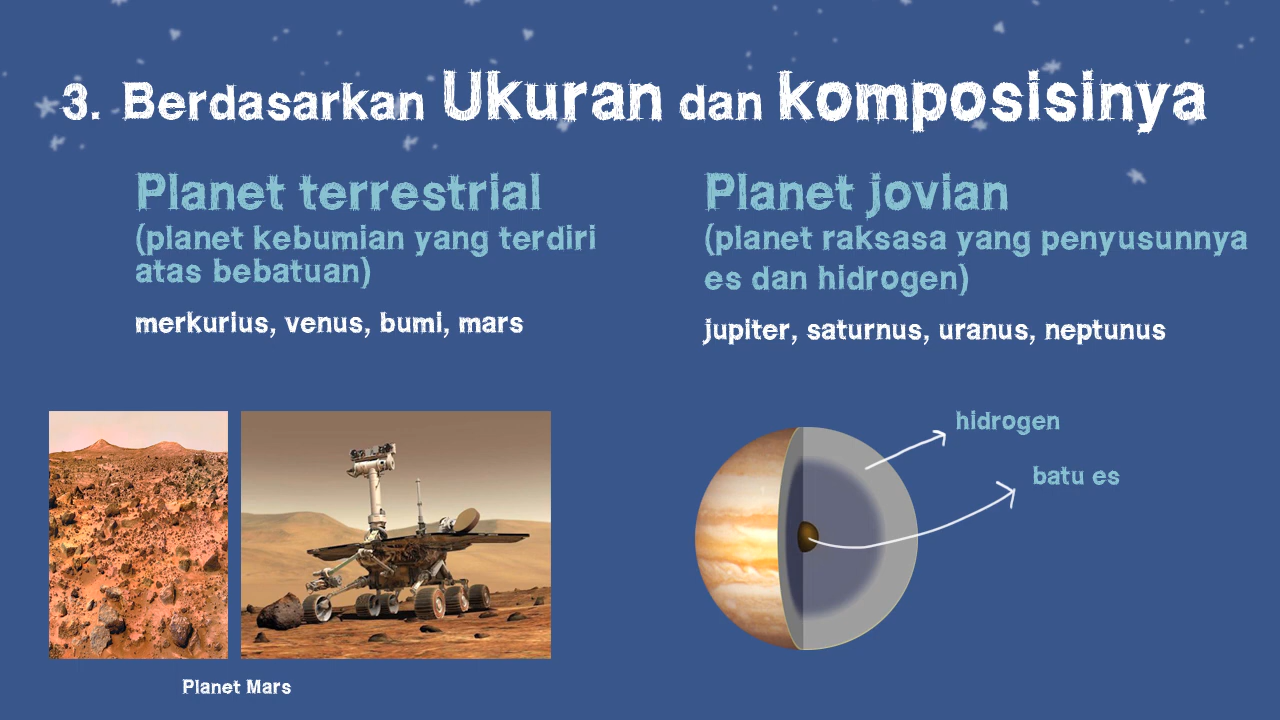 3. Berdasarkan Ukuran dan komposisinya
Planet terrestrial
(planet kebumian yang terdiri
atas bebatuan)
merkurius, venus, bumi, mars
Planet jovian
(planet raksasa yang penyusunnya
es dan hidrogen)
jupiter, saturnus, uranus, neptunus
hidrogen
batu es
Planet Mars